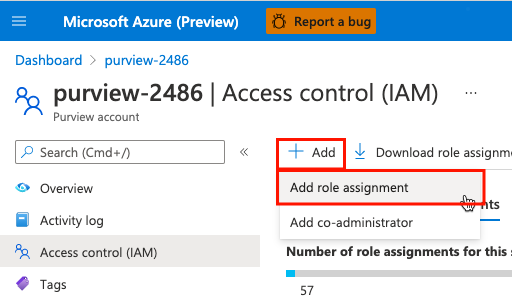 Microsoft Azure (Preview)
Report a bug
Dashboard > purview-2486
purview-2486 | Access control (IAM) ...
Purview account
Search (Cmd+/)
«
Add
Download role assignm
Overview
Add role assignment
nts
Activity log
Add co-administrator
Access control (IAM)
Number of role assignments for this s
Tags
57